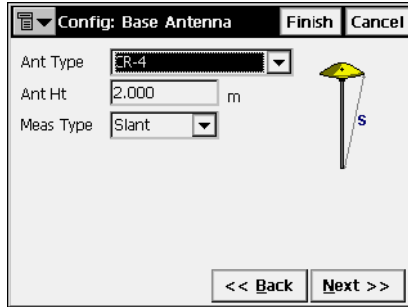 Config: Base Antenna Finish Cancel
Ant Type CR-4
Ant Ht 2.000 m
Meas Type Slant
S
<< Back Next >>